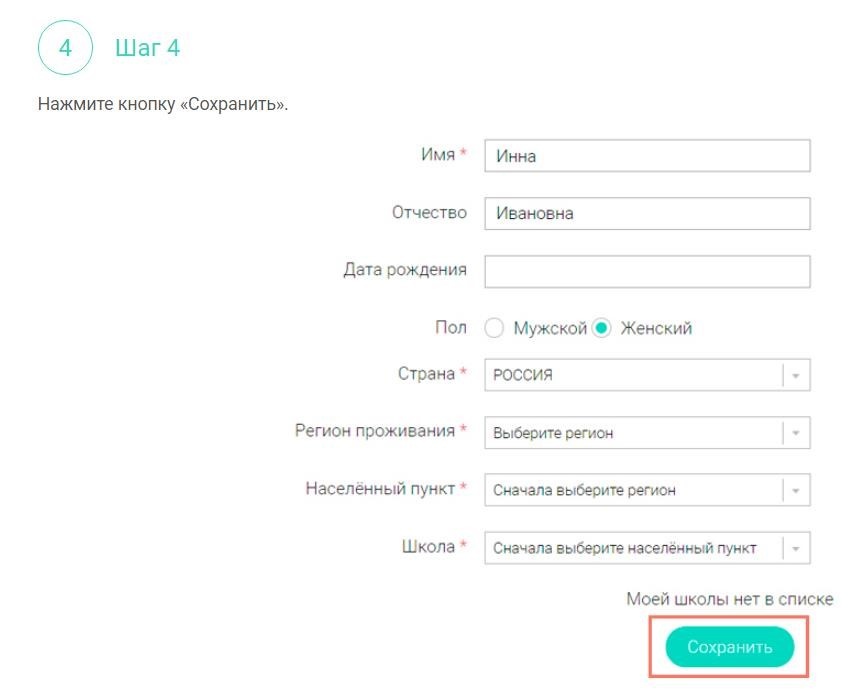 4 Шаг 4
Нажмите кнопку «Сохранить».
Имя * Инна
Отчество Ивановна
Дата рождения
Пол Мужской Женский
Страна * РОССИЯ
Регион проживания * Выберите регион
Населённый пункт * Сначала выберите регион
Школа * Сначала выберите населённый пункт
Моей школы нет в списке
Сохранить